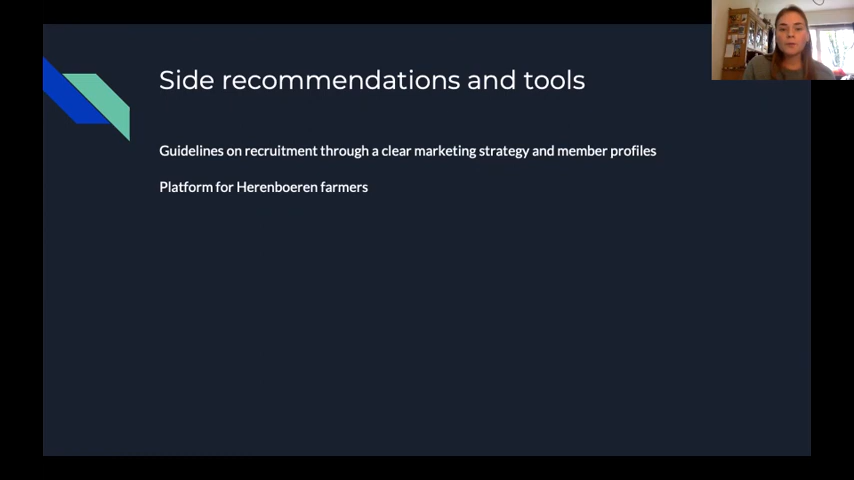 Side recommendations and tools
Guidelines on recruitment through a clear marketing strategy and member profiles
Platform for Herenboeren farmers